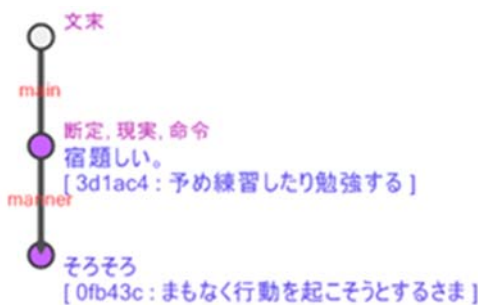 文末
main
断定, 現実, 命令
宿題しい。
[ 3d1ac4 : 予め練習したり勉強する ]
manner
そろそろ
[ 0fb43c : まもなく行動を起こそうとするさま ]